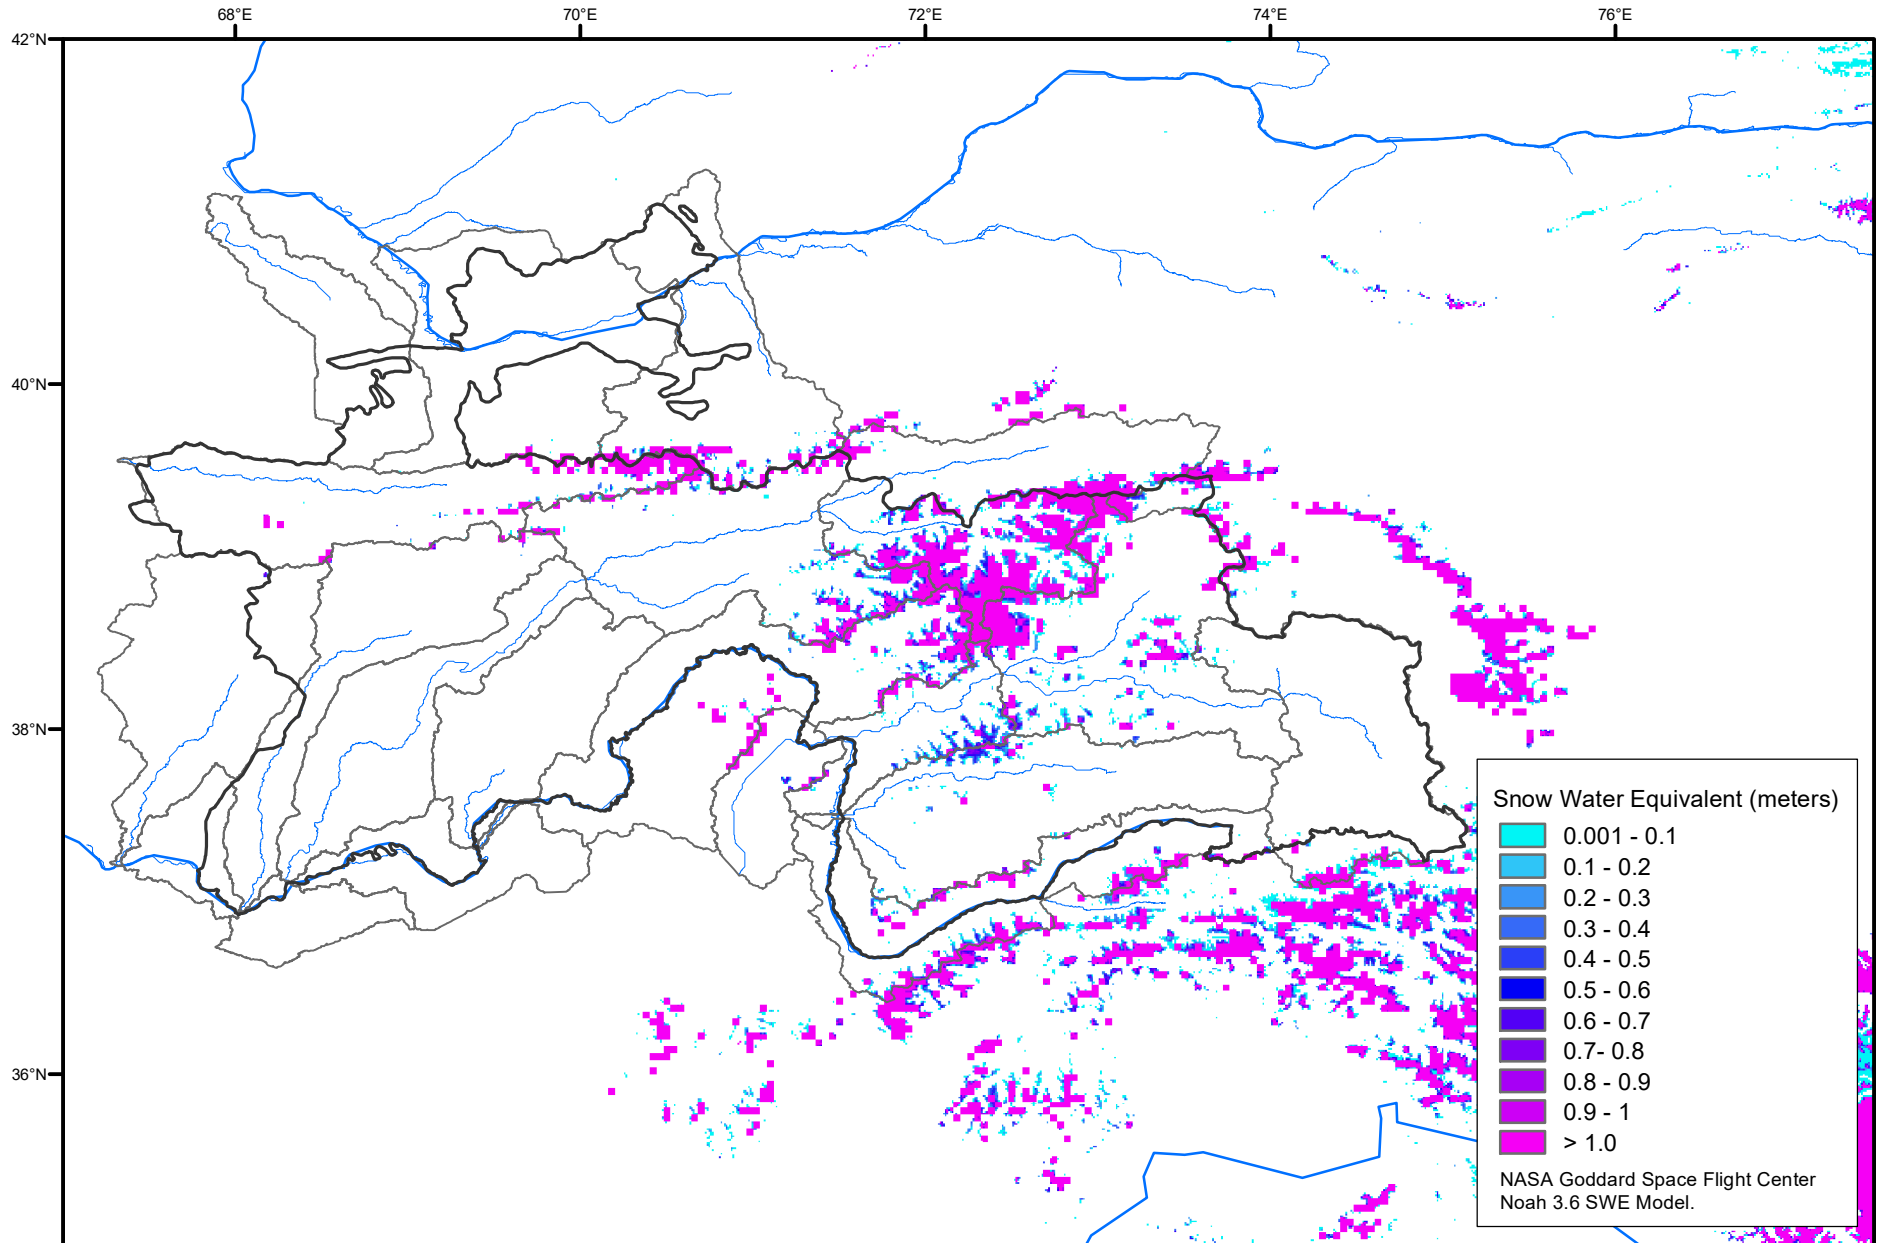 68°E 70°E 72°E 74°E 76°E
42°N
40°N
38°N
36°N
Snow Water Equivalent (meters)
0.001 - 0.1
0.1 - 0.2
0.2 - 0.3
0.3 - 0.4
0.4 - 0.5
0.5 - 0.6
0.6 - 0.7
0.7- 0.8
0.8 - 0.9
0.9 - 1
> 1.0
NASA Goddard Space Flight Center
Noah 3.6 SWE Model.